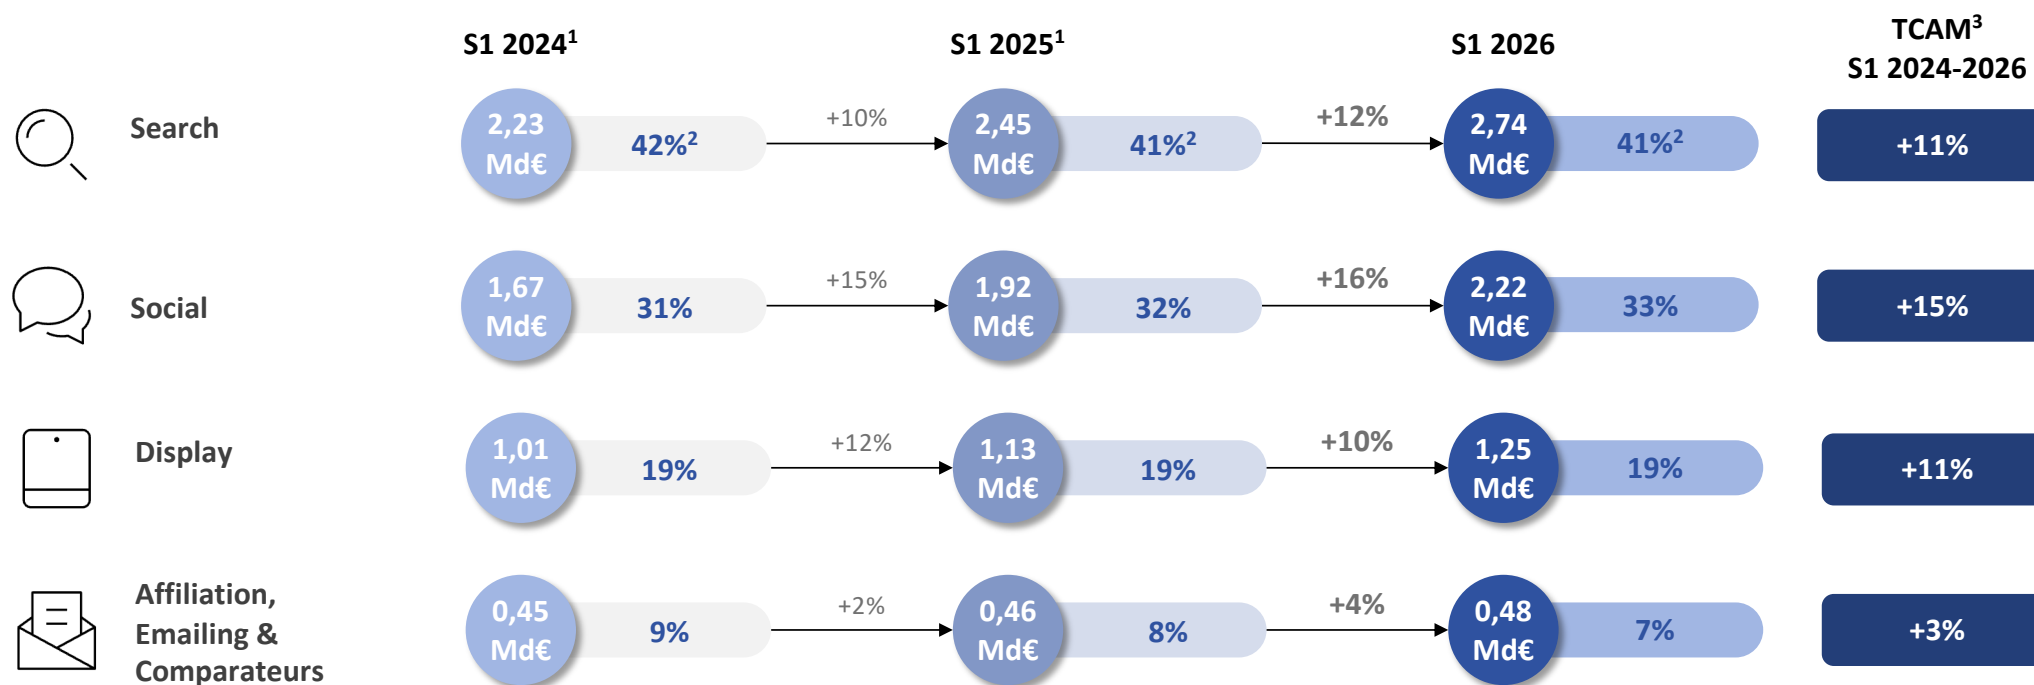 S1 2024¹
S1 2025¹
S1 2026
TCAM³
S1 2024-2026
Search
2,23
Md€
42%²
+10%
2,45
Md€
41%²
+12%
2,74
Md€
41%²
+11%
Social
1,67
Md€
31%
+15%
1,92
Md€
32%
+16%
2,22
Md€
33%
+15%
Display
1,01
Md€
19%
+12%
1,13
Md€
19%
+10%
1,25
Md€
19%
+11%
Affiliation,
Emailing &
Comparateurs
0,45
Md€
9%
+2%
0,46
Md€
8%
+4%
0,48
Md€
7%
+3%